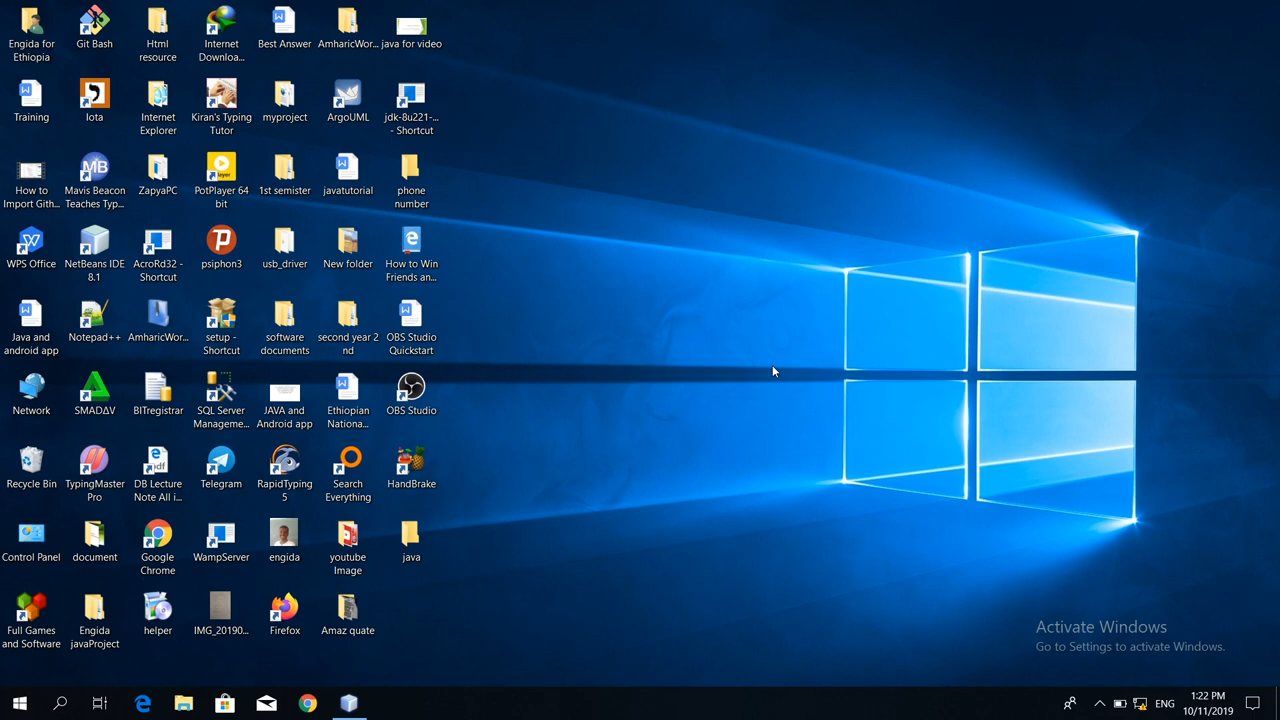 Engida for
Ethiopia
Git Bash
Html
resource
Internet
Downloa...
Best Answer
AmharicWor...
java for video
Training
Iota
Internet
Explorer
Kiran's Typing
Tutor
myproject
ArgoUML
jdk-8u221-...
- Shortcut
How to
Import Gith...
MB
Mavis Beacon
Teaches Typ...
ZapyaPC
PotPlayer 64
bit
1st semister
javatutorial
phone
number
WPS Office
NetBeans IDE
8.1
AcroRd32 -
Shortcut
psiphon3
usb_driver
New folder
How to Win
Friends an...
Java and
android app
Notepad++
AmharicWor...
setup -
Shortcut
software
documents
second year 2
nd
OBS Studio
Quickstart
Network
SMADΔV
BITregistrar
SQL Server
Manageme...
JAVA and
Android app
Ethiopian
Nationa...
OBS Studio
Recycle Bin
TypingMaster
Pro
DB Lecture
Note All i...
Telegram
RapidTyping
5
Search
Everything
HandBrake
Control Panel
document
Google
Chrome
WampServer
engida
youtube
Image
java
Full Games
and Software
Engida
javaProject
helper
IMG_20190...
Firefox
Amaz quate
Activate Windows
Go to Settings to activate Windows.
ENG
1:22 PM
10/11/2019